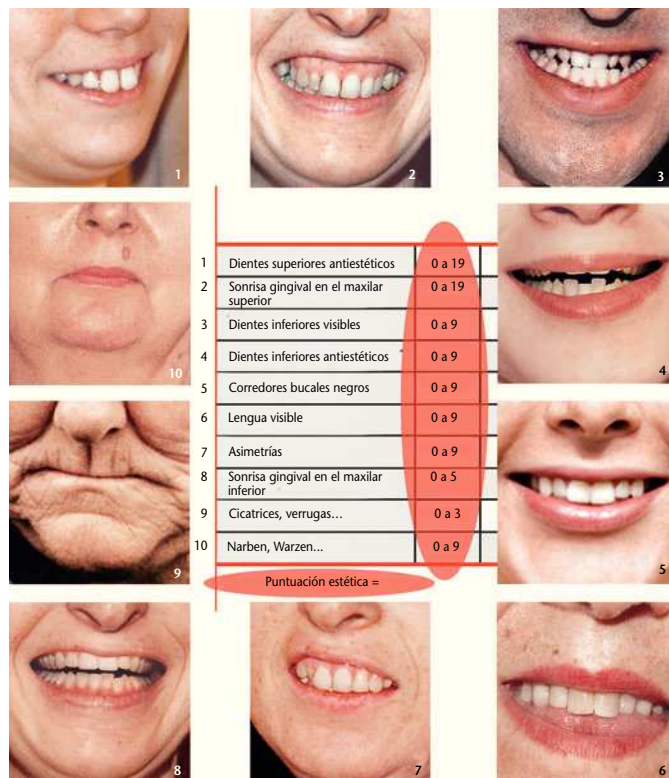 1
2
3
10
1 Dientes superiores antiestéticos 0 a 19
2 Sonrisa gingival en el maxilar
superior 0 a 19
3 Dientes inferiores visibles 0 a 9
4 Dientes inferiores antiestéticos 0 a 9
5 Corredores bucales negros 0 a 9
6 Lengua visible 0 a 9
7 Asimetrías 0 a 9
8 Sonrisa gingival en el maxilar
inferior 0 a 5
9 Cicatrices, verrugas… 0 a 3
10 Narben, Warzen... 0 a 9
Puntuación estética =
4
9
5
8
7
6